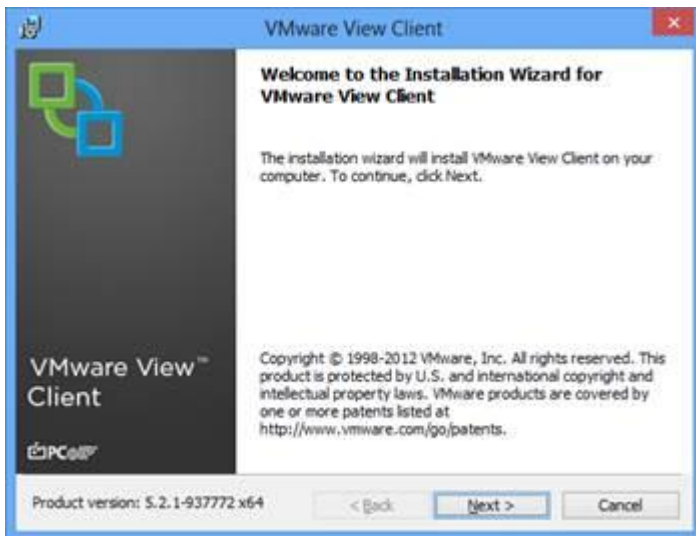 VMware View Client
Welcome to the Installation Wizard for
VMware View Client
The installation wizard will install VMware View Client on your
computer. To continue, click Next.
VMware View™
Client
PCoIP
Copyright © 1998-2012 VMware, Inc. All rights reserved. This
product is protected by U.S. and international copyright and
intellectual property laws. VMware products are covered by
one or more patents listed at
http://www.vmware.com/go/patents.
Product version: 5.2.1-937772 x64
< Back
Next >
Cancel